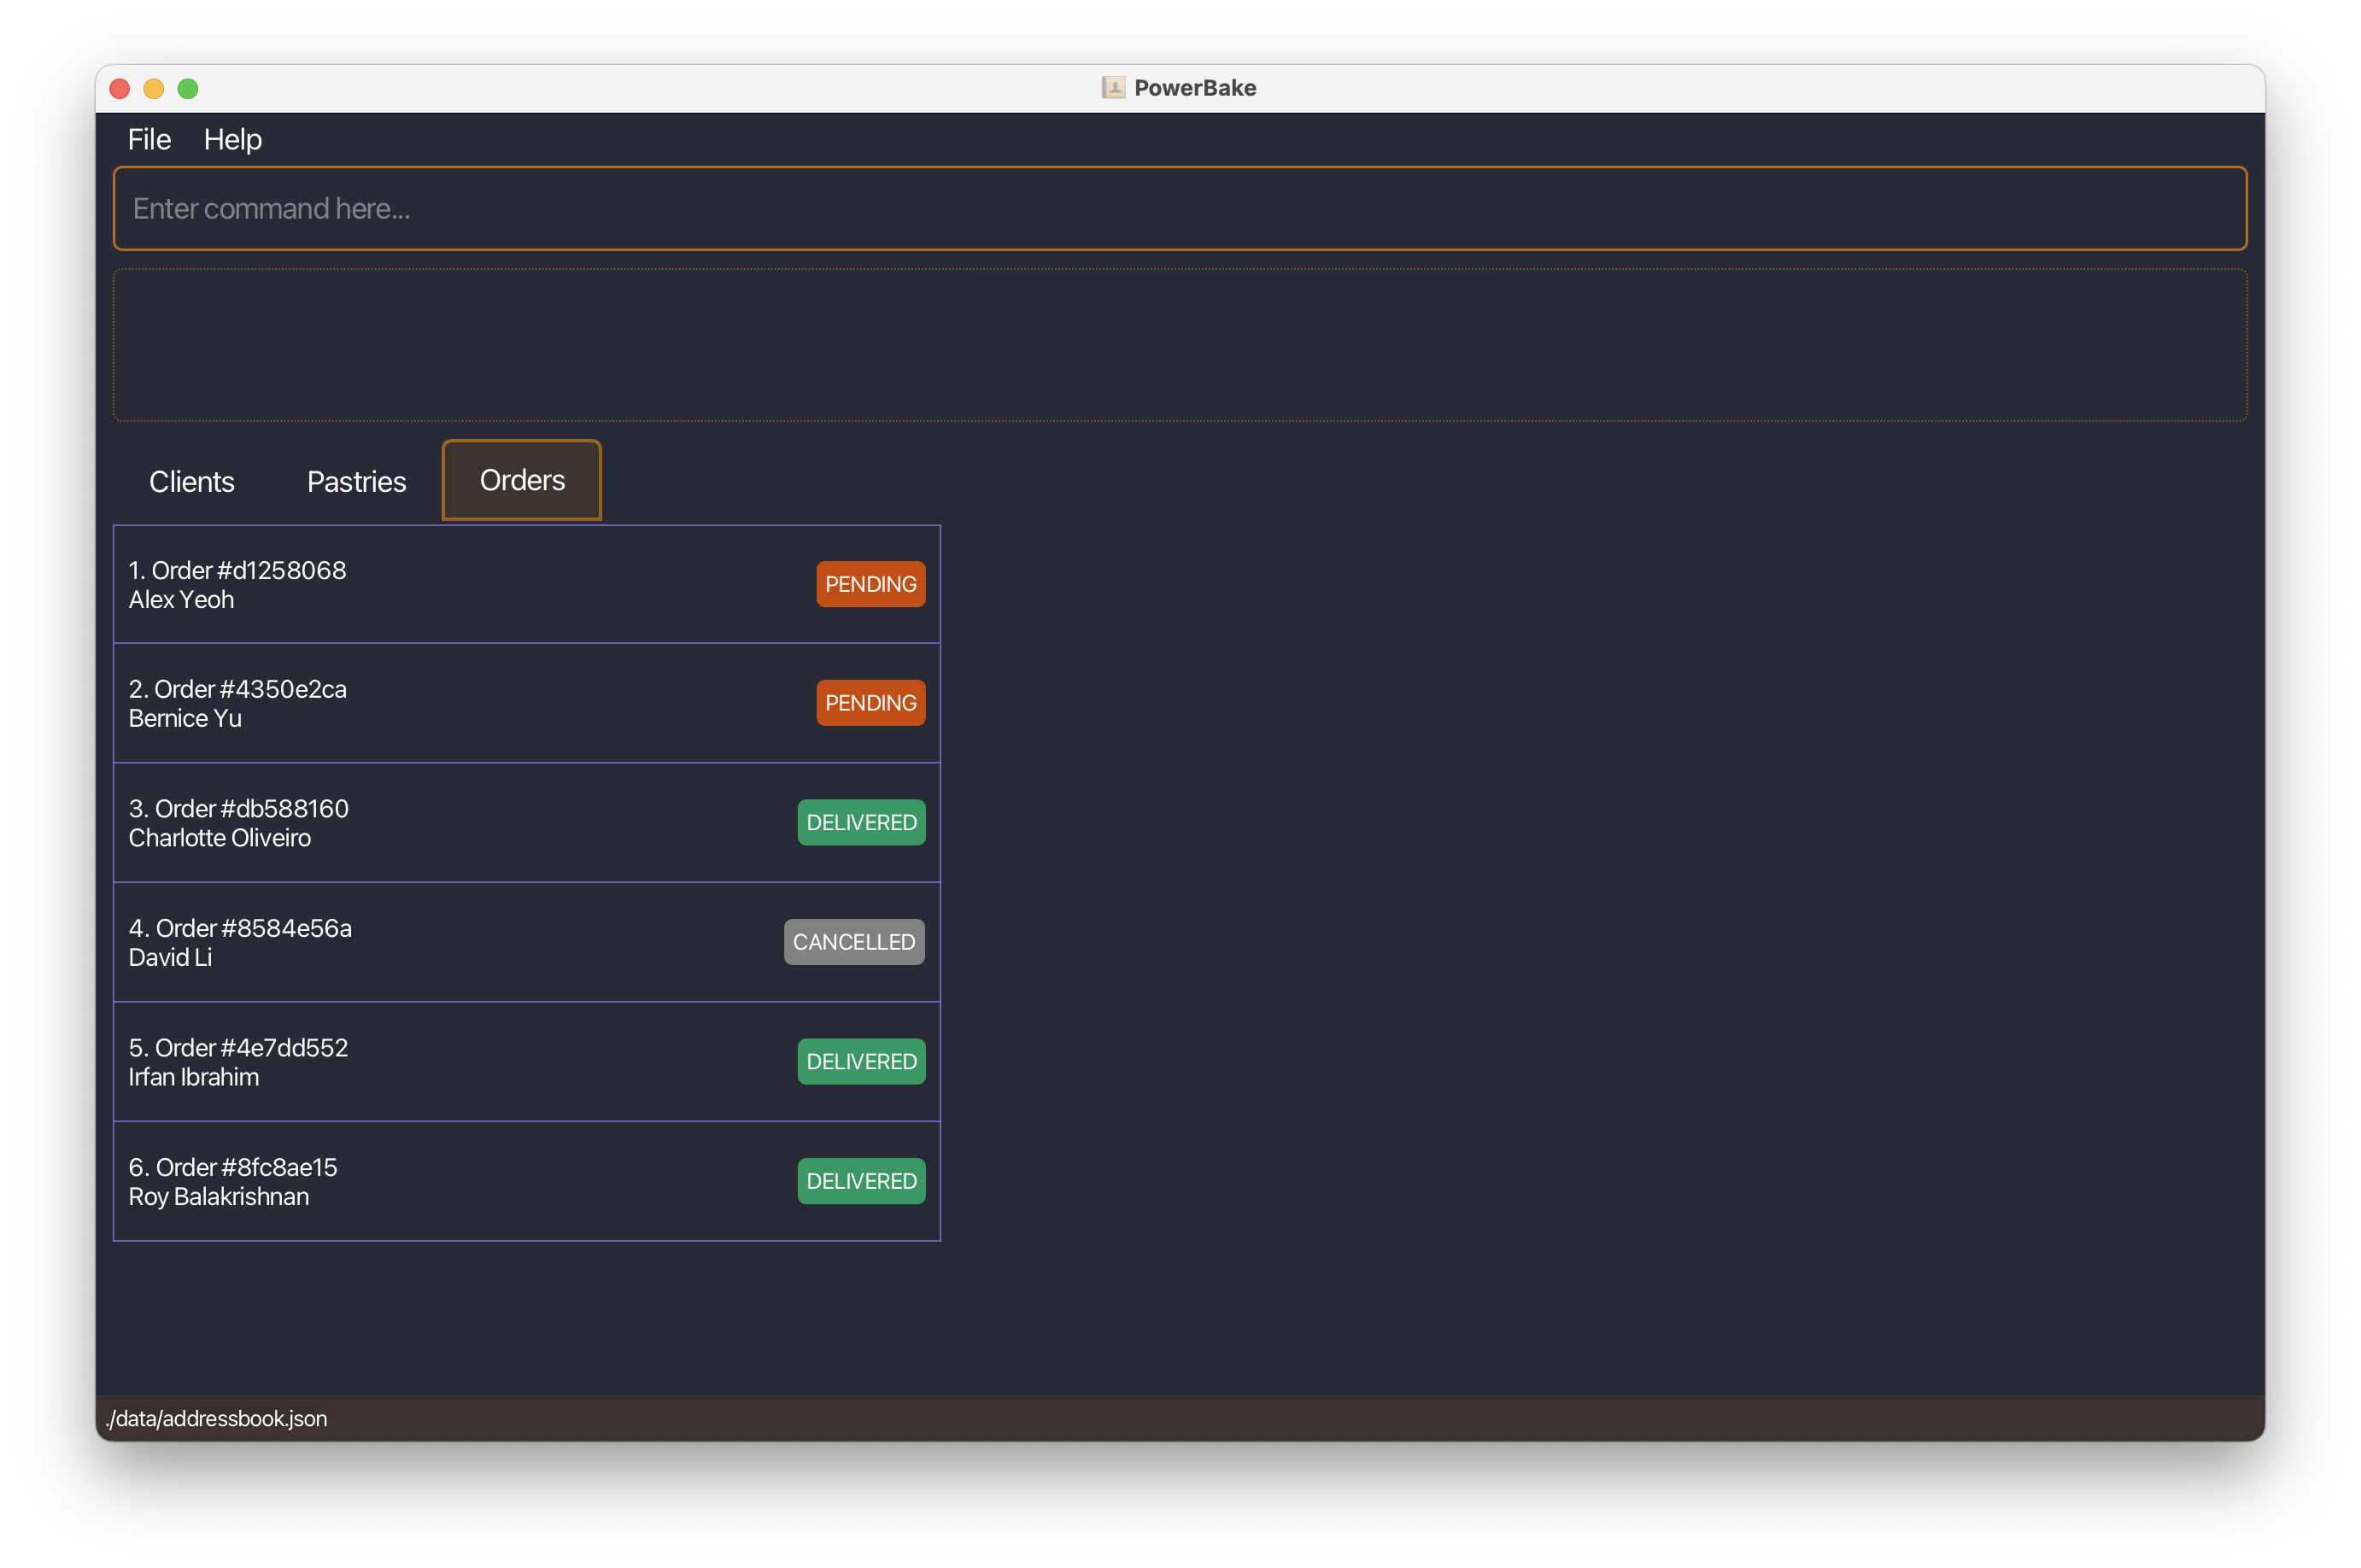 PowerBake
File Help
Enter command here...
Clients Pastries Orders
1. Order #d1258068
Alex Yeoh
PENDING
2. Order #4350e2ca
Bernice Yu
PENDING
3. Order #db588160
Charlotte Oliveiro
DELIVERED
4. Order #8584e56a
David Li
CANCELLED
5. Order #4e7dd552
Irfan Ibrahim
DELIVERED
6. Order #8fc8ae15
Roy Balakrishnan
DELIVERED
./data/addressbook.json